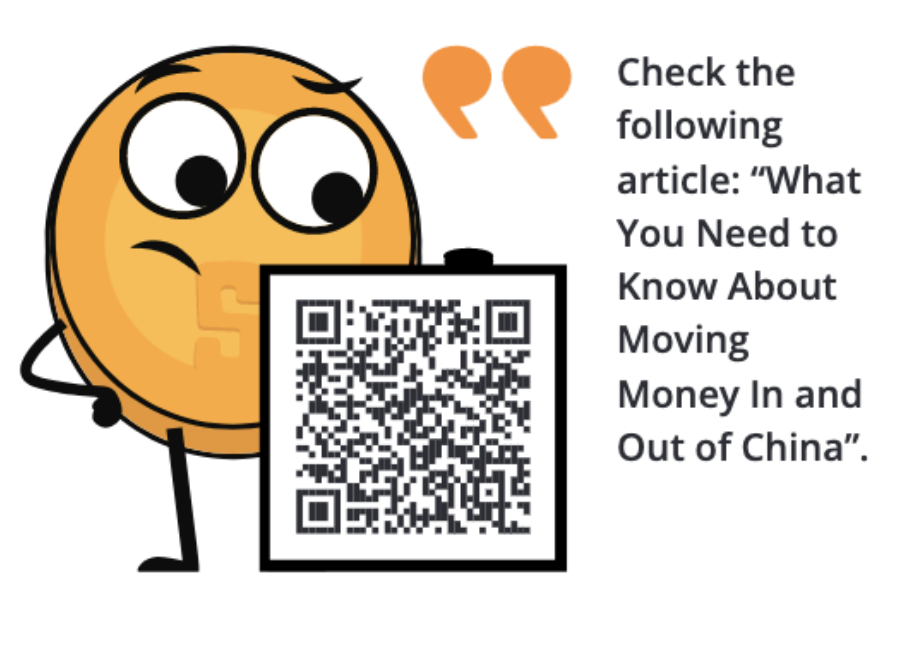 Check the
following
article: “What
You Need to
Know About
Moving
Money In and
Out of China”.